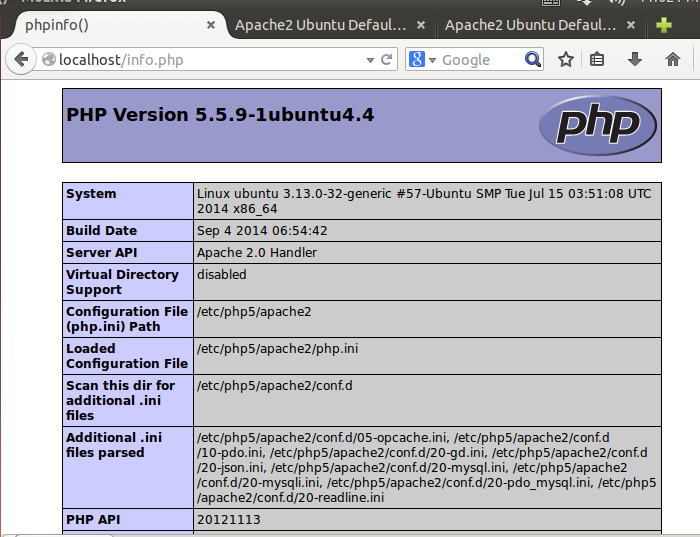 phpinfo()
Apache2 Ubuntu Defaul...
Apache2 Ubuntu Defaul...
localhost/info.php
Google
PHP Version 5.5.9-1ubuntu4.4
php
System
Linux ubuntu 3.13.0-32-generic #57-Ubuntu SMP Tue Jul 15 03:51:08 UTC
2014 x86_64
Build Date
Sep 4 2014 06:54:42
Server API
Apache 2.0 Handler
Virtual Directory
Support
disabled
Configuration File
(php.ini) Path
/etc/php5/apache2
Loaded
Configuration File
/etc/php5/apache2/php.ini
Scan this dir for
additional .ini
files
/etc/php5/apache2/conf.d
Additional .ini
files parsed
/etc/php5/apache2/conf.d/05-opcache.ini, /etc/php5/apache2/conf.d
/10-pdo.ini, /etc/php5/apache2/conf.d/20-gd.ini, /etc/php5/apache2/conf.d
/20-json.ini, /etc/php5/apache2/conf.d/20-mysql.ini, /etc/php5/apache2
/conf.d/20-mysqli.ini, /etc/php5/apache2/conf.d/20-pdo_mysql.ini, /etc/php5
/apache2/conf.d/20-readline.ini
PHP API
20121113